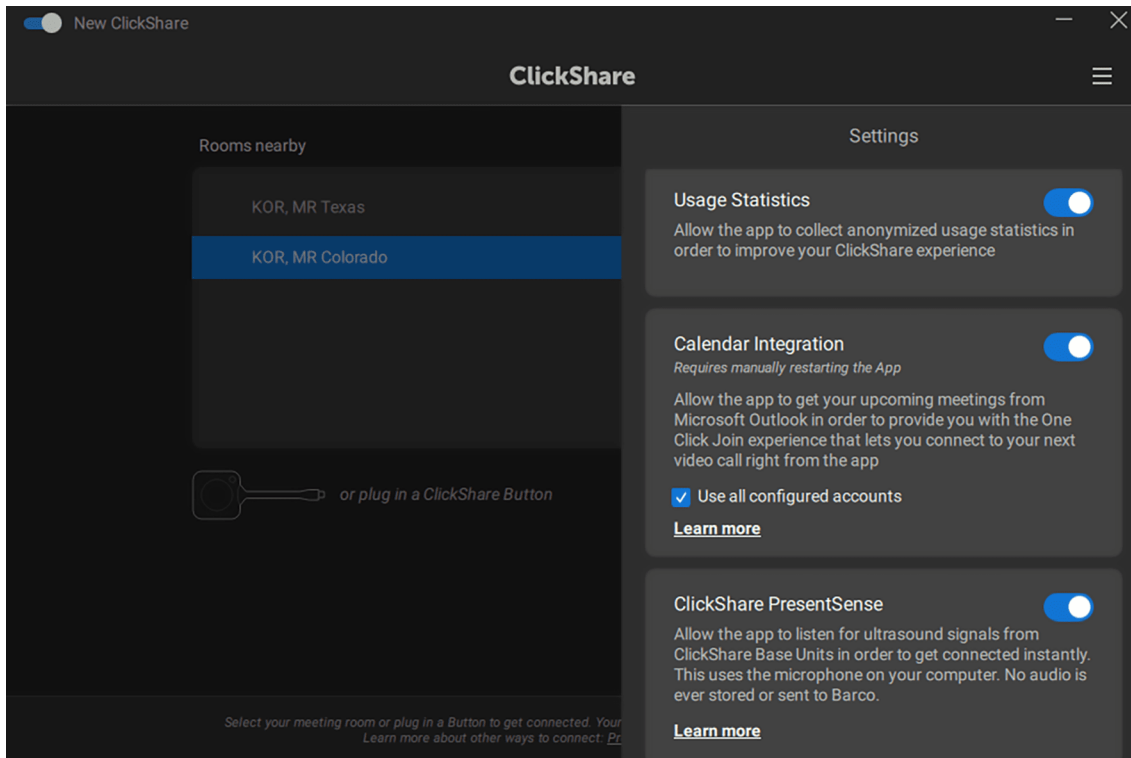 New ClickShare
ClickShare
Rooms nearby
KOR, MR Texas
KOR, MR Colorado
or plug in a ClickShare Button
Select your meeting room or plug in a Button to get connected. Your
Learn more about other ways to connect: Pr
Settings
Usage Statistics
Allow the app to collect anonymized usage statistics in
order to improve your ClickShare experience
Calendar Integration
Requires manually restarting the App
Allow the app to get your upcoming meetings from
Microsoft Outlook in order to provide you with the One
Click Join experience that lets you connect to your next
video call right from the app
Use all configured accounts
Learn more
ClickShare PresentSense
Allow the app to listen for ultrasound signals from
ClickShare Base Units in order to get connected instantly.
This uses the microphone on your computer. No audio is
ever stored or sent to Barco.
Learn more